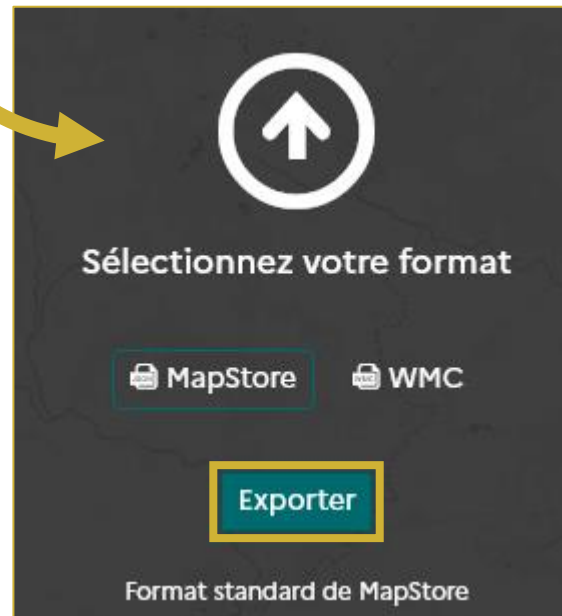 Sélectionnez votre format
MapStore WMC
Exporter
Format standard de MapStore